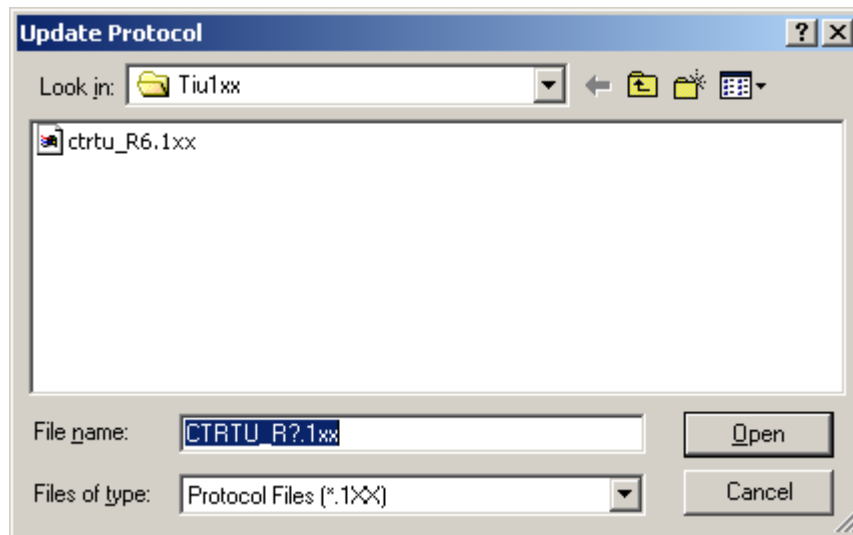 Update Protocol
Look in: Tiu1xx
ctrtu_R6.1xx
File name: CTRTU_R?.1xx Open
Files of type: Protocol Files (*.1XX) Cancel